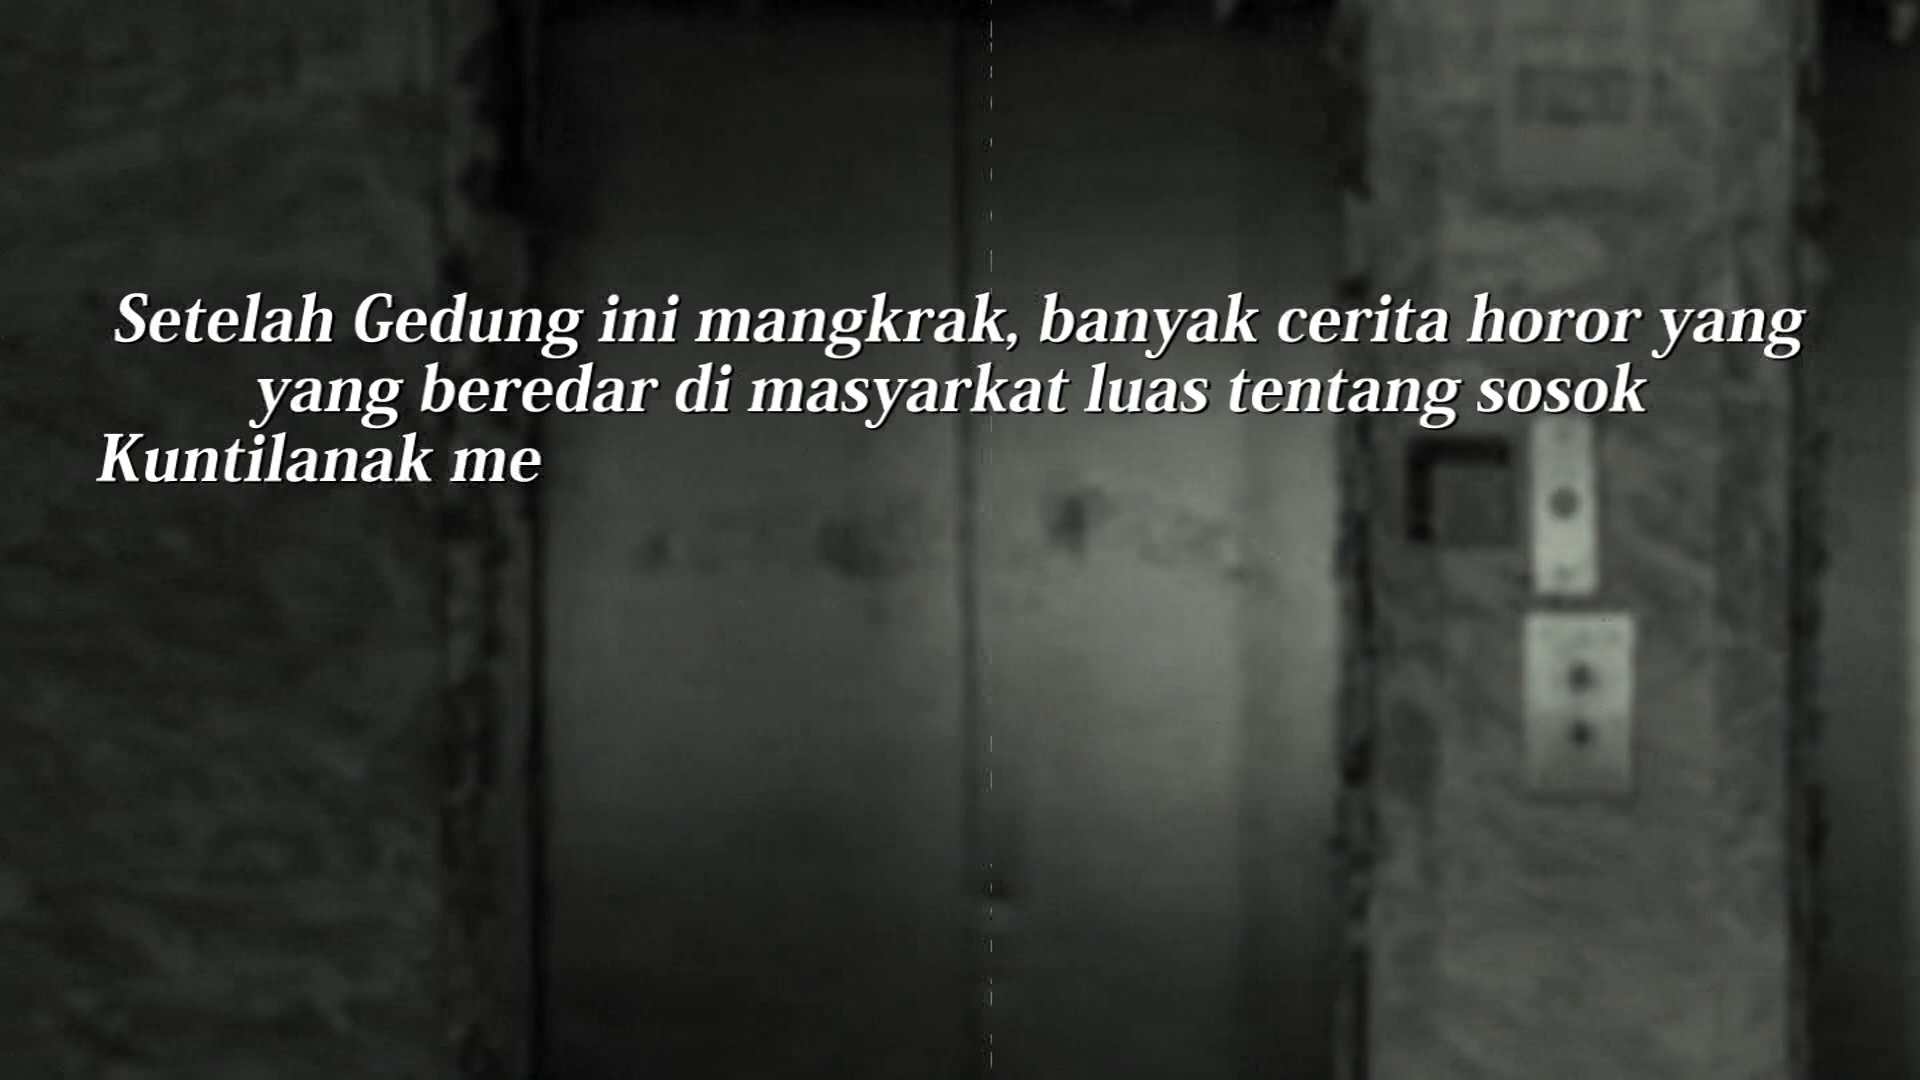 Setelah Gedung ini mangkrak, banyak cerita horor yang
yang beredar di masyarkat luas tentang sosok
Kuntilanak me